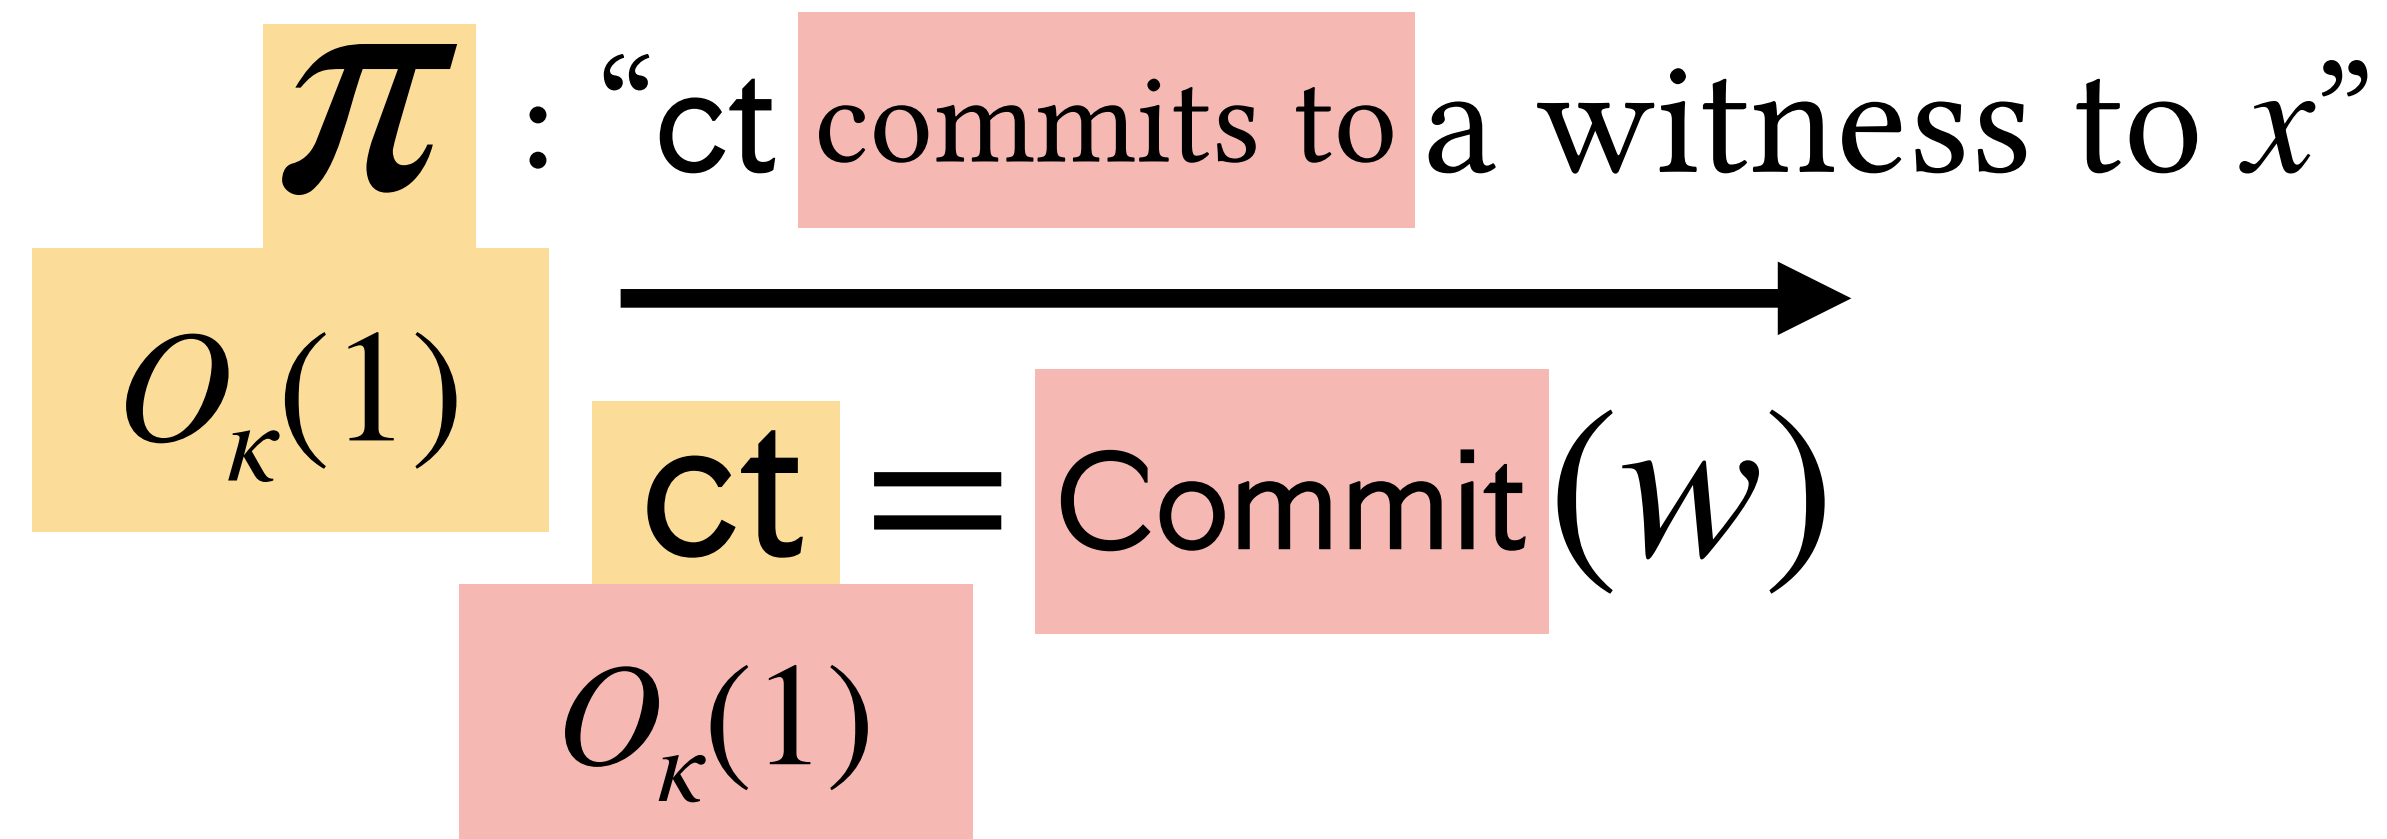 π : “ct commits to a witness to x”
O_κ(1)
ct = Commit(w)
O_κ(1)